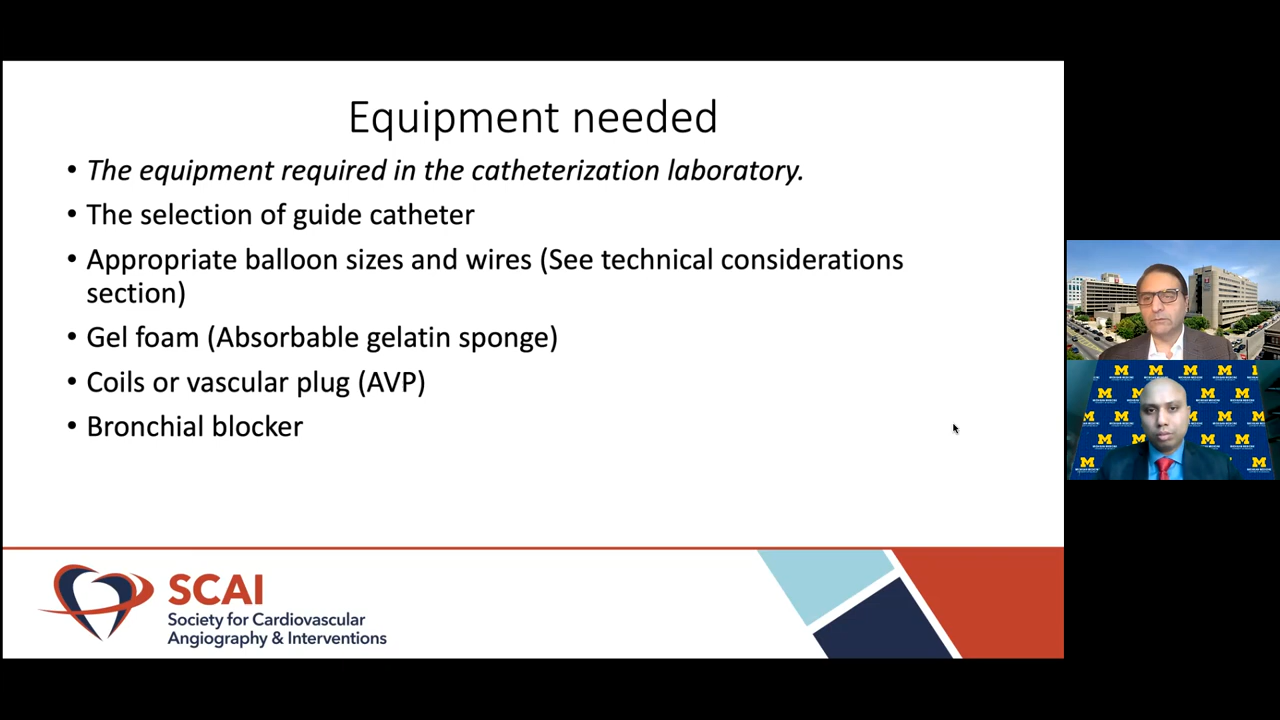 Equipment needed
• The equipment required in the catheterization laboratory.
• The selection of guide catheter
• Appropriate balloon sizes and wires (See technical considerations
section)
• Gel foam (Absorbable gelatin sponge)
• Coils or vascular plug (AVP)
• Bronchial blocker
SCAI
Society for Cardiovascular
Angiography & Interventions